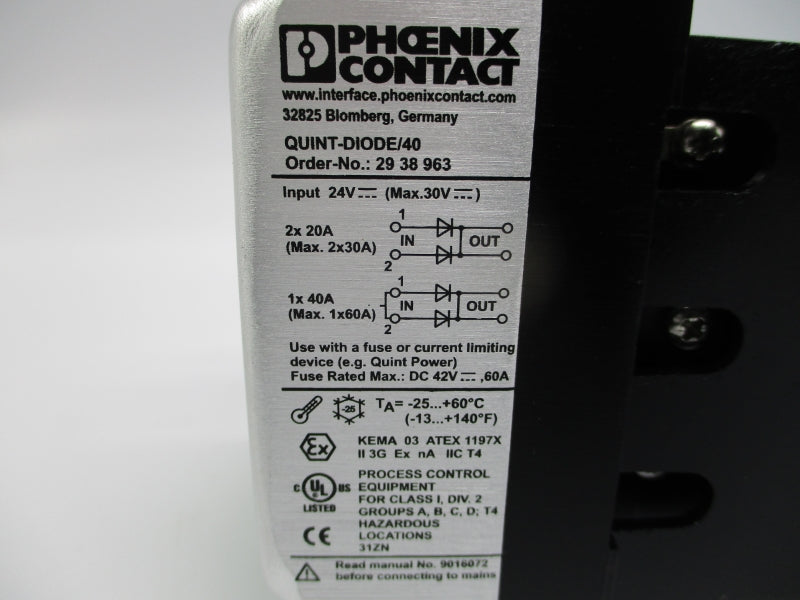 PHŒNIX
CONTACT
www.interface.phoenixcontact.com
32825 Blomberg, Germany
QUINT-DIODE/40
Order-No.: 29 38 963
Input 24V⎓ (Max.30V⎓)
2x 20A
(Max. 2x30A)
1
IN
OUT
2
1x 40A
(Max. 1x60A)
1
IN
OUT
2
Use with a fuse or current limiting
device (e.g. Quint Power)
Fuse Rated Max.: DC 42V⎓,60A
-25
TA= -25...+60°C
(-13...+140°F)
Ex
KEMA 03 ATEX 1197X
II 3G Ex nA IIC T4
C UL US
LISTED
PROCESS CONTROL
EQUIPMENT
FOR CLASS I, DIV. 2
GROUPS A, B, C, D; T4
HAZARDOUS
LOCATIONS
31ZN
CE
Read manual No. 9016072
before connecting to mains